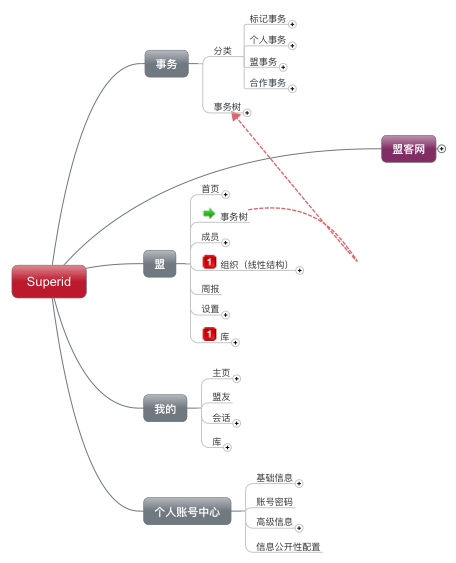 标记事务
个人事务
盟事务
合作事务
分类
事务
事务树
盟客网
首页
事务树
成员
1 组织（线性结构）
盟
Superid
周报
设置
1 库
主页
盟友
会话
库
我的
基础信息
账号密码
高级信息
信息公开性配置
个人账号中心